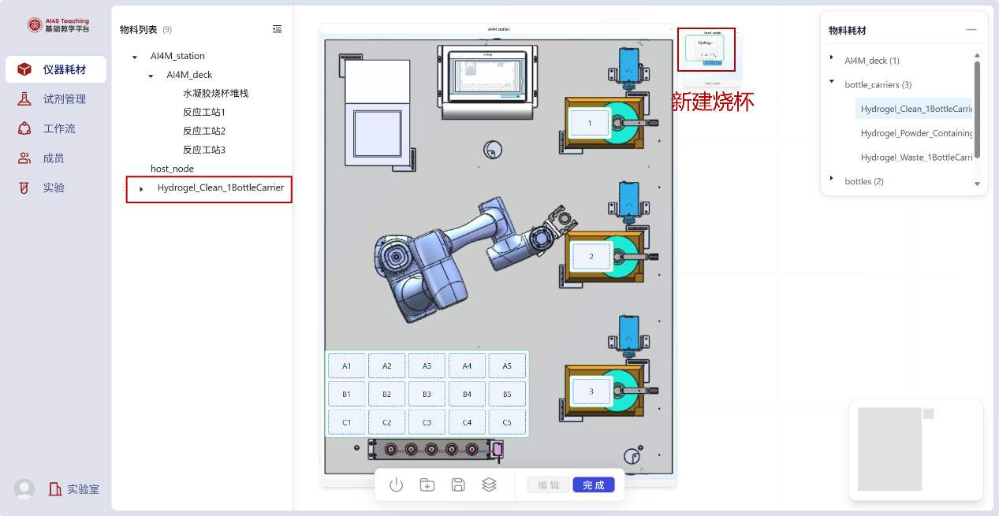 AI4S Teaching
基础教学平台
仪器耗材
试剂管理
工作流
成员
实验
实验室
物料列表 (9)
AI4M_station
AI4M_deck
水凝胶烧杯堆栈
反应工站1
反应工站2
反应工站3
host_node
Hydrogel_Clean_1BottleCarrier
AI4M station
1
2
3
A1 A2 A3 A4 A5
B1 B2 B3 B4 B5
C1 C2 C3 C4 C5
编辑
完成
host node
Hydrog...
host node
新建烧杯
物料耗材
AI4M_deck (1)
bottle_carriers (3)
Hydrogel_Clean_1BottleCarri
Hydrogel_Powder_Containing
Hydrogel_Waste_1BottleCarri
bottles (2)